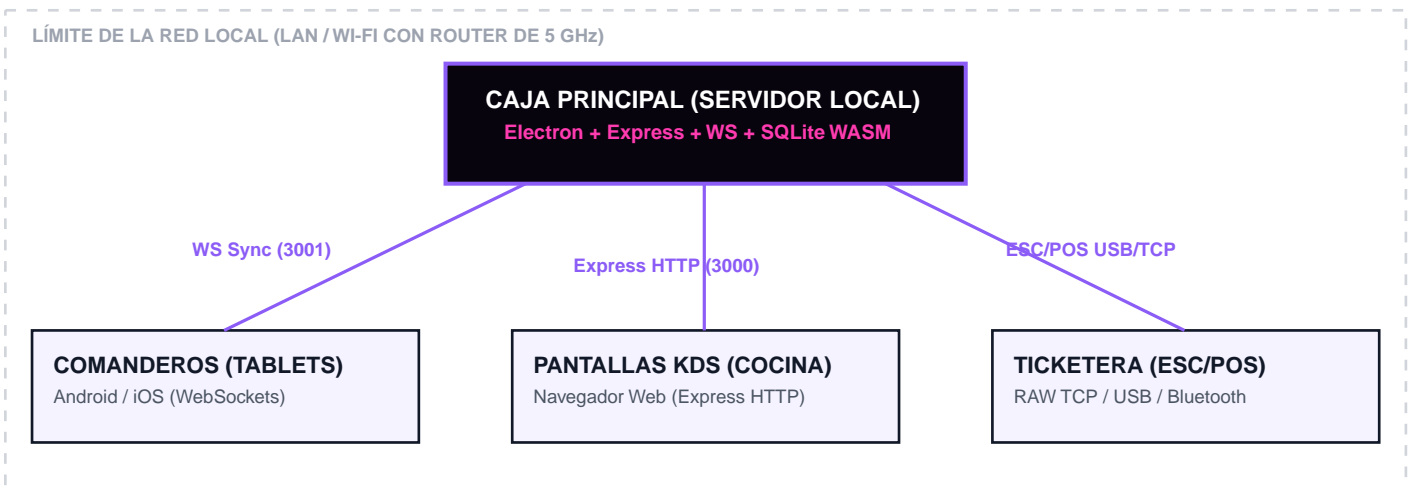 LÍMITE DE LA RED LOCAL (LAN / WI-FI CON ROUTER DE 5 GHz)
CAJA PRINCIPAL (SERVIDOR LOCAL)
Electron + Express + WS + SQLite WASM
WS Sync (3001)
Express HTTP (3000)
ESC/POS USB/TCP
COMANDEROS (TABLETS)
Android / iOS (WebSockets)
PANTALLAS KDS (COCINA)
Navegador Web (Express HTTP)
TICKETERA (ESC/POS)
RAW TCP / USB / Bluetooth